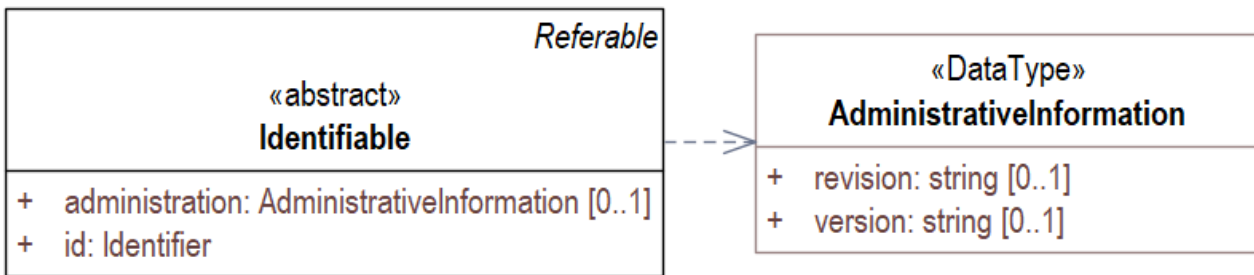 Referable
«abstract»
Identifiable
+ administration: AdministrativeInformation [0..1]
+ id: Identifier
«DataType»
AdministrativeInformation
+ revision: string [0..1]
+ version: string [0..1]